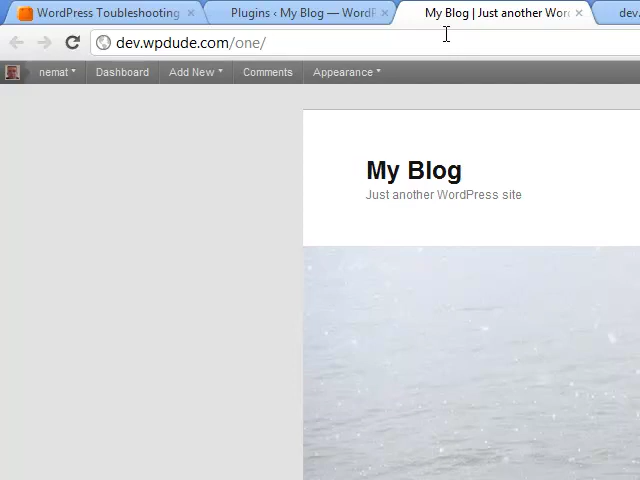 WordPress Toubleshooting
Plugins ‹ My Blog — WordP
My Blog | Just another Wor
dev.
dev.wpdude.com/one/
nemat
Dashboard
Add New
Comments
Appearance
My Blog
Just another WordPress site